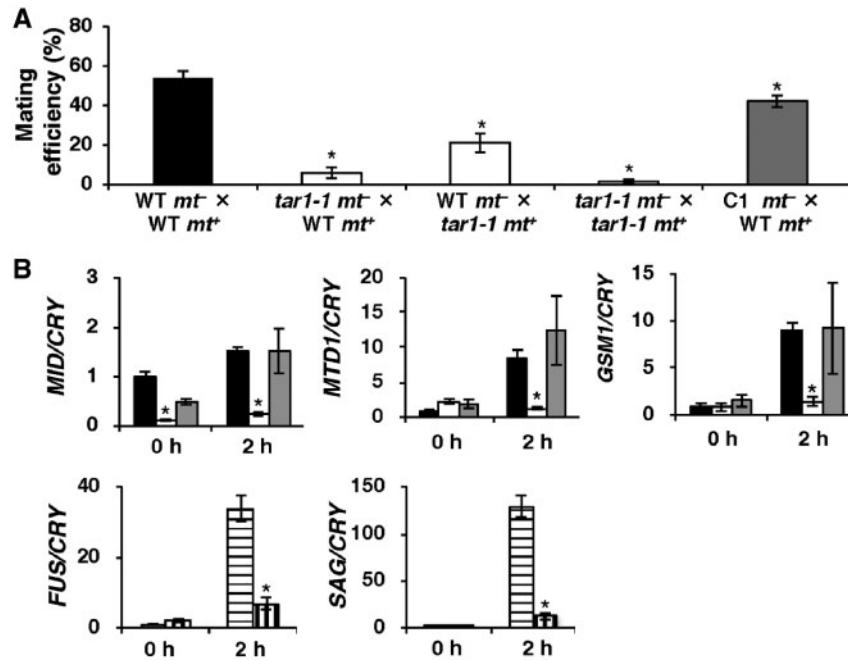 A
Mating
efficiency (%)
80
60
40
20
0
*
*
*
*
WT mt⁻ ×
WT mt⁺
tar1-1 mt⁻ ×
WT mt⁺
WT mt⁻ ×
tar1-1 mt⁺
tar1-1 mt⁻ ×
tar1-1 mt⁺
C1 mt⁻ ×
WT mt⁺
B
MID/CRY
3
2
1
0
*
*
0 h
2 h
MTD1/CRY
20
15
10
5
0
*
0 h
2 h
GSM1/CRY
15
10
5
0
*
0 h
2 h
FUS/CRY
40
20
0
*
0 h
2 h
SAG/CRY
150
100
50
0
*
0 h
2 h